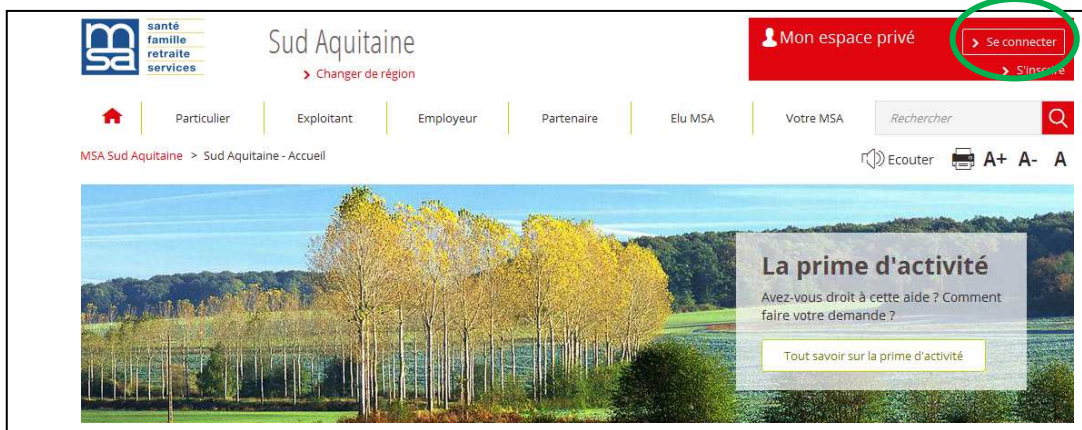 msa
santé
famille
retraite
services
Sud Aquitaine
> Changer de région
Mon espace privé
> Se connecter
> S'inscrire
Particulier
Exploitant
Employeur
Partenaire
Elu MSA
Votre MSA
Rechercher
MSA Sud Aquitaine > Sud Aquitaine - Accueil
Ecouter A+ A- A
La prime d'activité
Avez-vous droit à cette aide ? Comment
faire votre demande ?
Tout savoir sur la prime d'activité